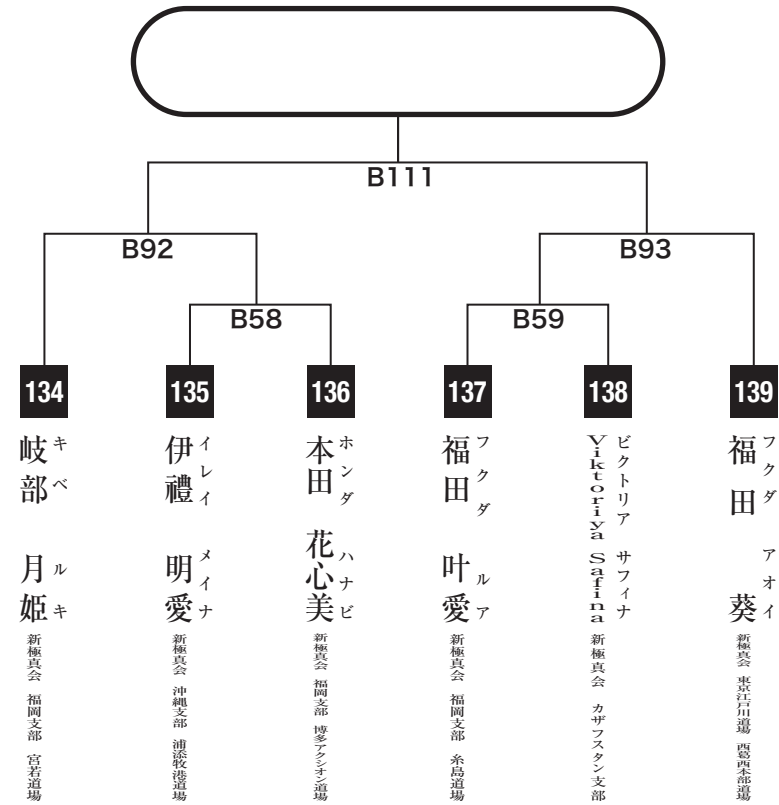 B111
B92
B93
B58
B59
134
135
136
137
138
139
岐部 月姫
キベ ルキ
新極真会 福岡支部 宮若道場
伊禮 明愛
イレイ メイナ
新極真会 沖縄支部 浦添牧港道場
本田 花心美
ホンダ ハナビ
新極真会 福岡支部 博多アクシオン道場
福田 叶愛
フクダ ルア
新極真会 福岡支部 糸島道場
Viktoriya Safina
ビクトリア サフィナ
新極真会 カザフスタン支部
福田 葵
フクダ アオイ
新極真会 東京江戸川道場 西葛西本部道場